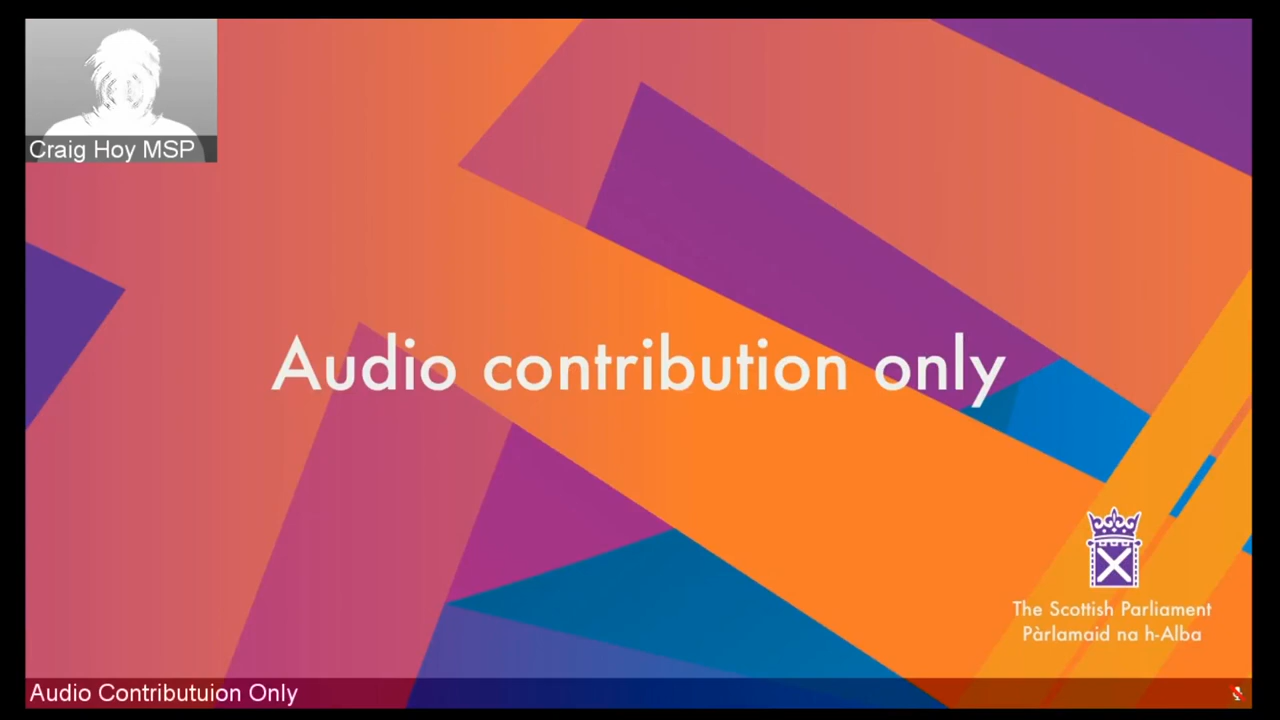 Craig Hoy MSP
Audio contribution only
The Scottish Parliament
Pàrlamaid na h-Alba
Audio Contributuion Only